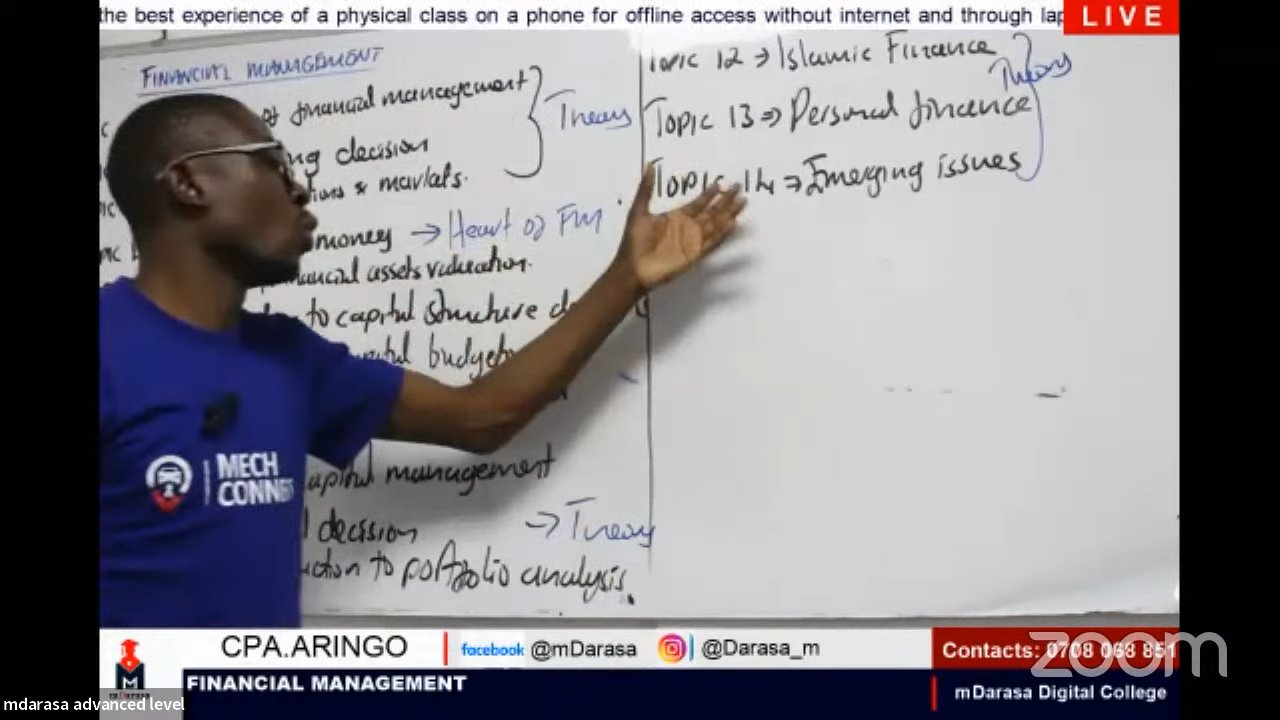 the best experience of a physical class on a phone for offline access without internet and through lap
LIVE
FINANCIAL MANAGEMENT
of financial management
Theory
ng decision
& markets.
money → Heart of FM
financial assets valuation.
to capital structure
budget
capital management
decision → Theory
to portfolio analysis.
Topic 12 ⇒ Islamic Finance
Theory
Topic 13 ⇒ Personal finance
Topic 14 ⇒ Emerging issues
MECH
CONNE
CPA.ARINGO
facebook @mDarasa
@Darasa_m
Contacts: 0708 068 851
zoom
FINANCIAL MANAGEMENT
mDarasa Digital College
mdarasa advanced level